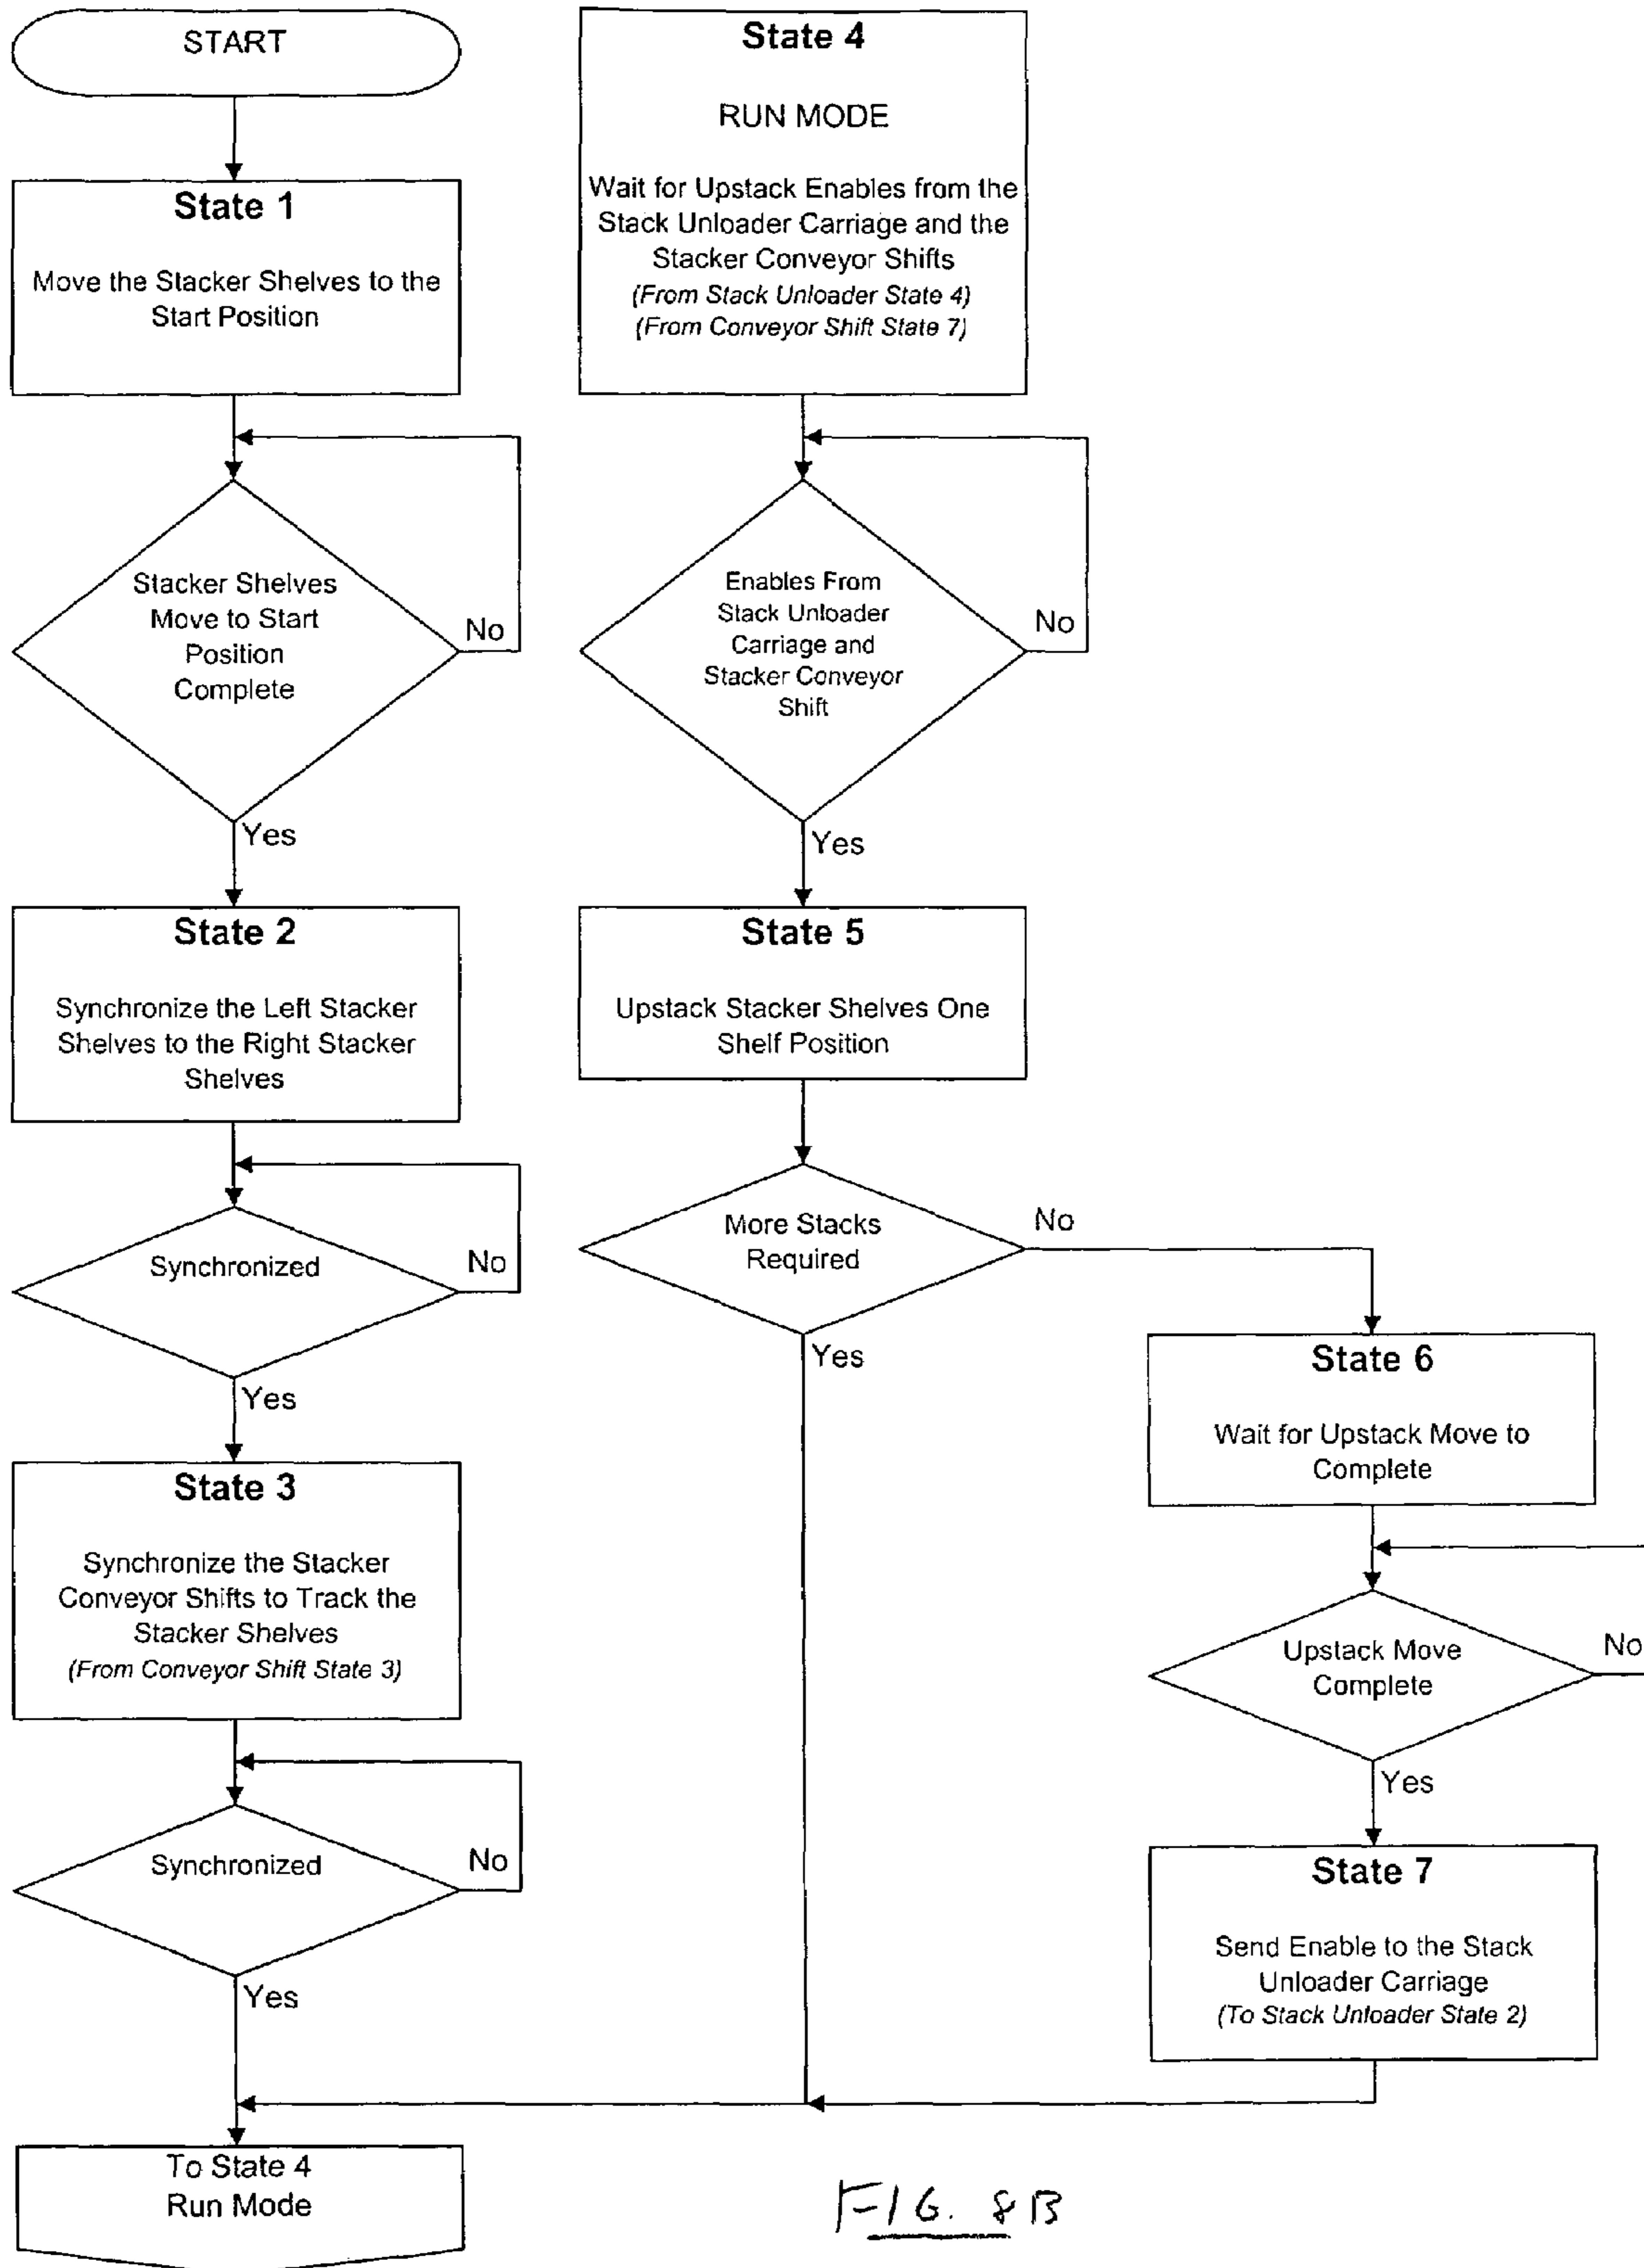 START
State 1
Move the Stacker Shelves to the
Start Position
Stacker Shelves
Move to Start
Position
Complete
No
Yes
State 2
Synchronize the Left Stacker
Shelves to the Right Stacker
Shelves
Synchronized
No
Yes
State 3
Synchronize the Stacker
Conveyor Shifts to Track the
Stacker Shelves
(From Conveyor Shift State 3)
Synchronized
No
Yes
To State 4
Run Mode
State 4
RUN MODE
Wait for Upstack Enables from the
Stack Unloader Carriage and the
Stacker Conveyor Shifts
(From Stack Unloader State 4)
(From Conveyor Shift State 7)
Enables From
Stack Unloader
Carriage and
Stacker Conveyor
Shift
No
Yes
State 5
Upstack Stacker Shelves One
Shelf Position
More Stacks
Required
No
Yes
State 6
Wait for Upstack Move to
Complete
Upstack Move
Complete
No
Yes
State 7
Send Enable to the Stack
Unloader Carriage
(To Stack Unloader State 2)
FIG. 8B